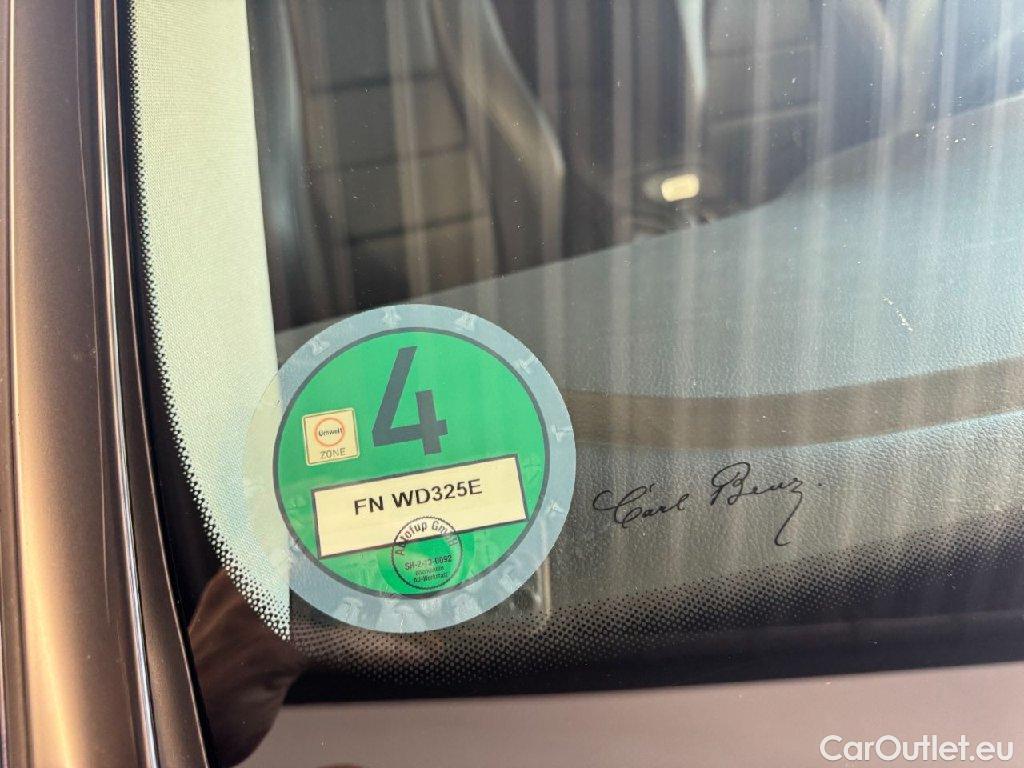 4
Umwelt
ZONE
FN WD325E
Carl Benz.
CarOutlet.eu